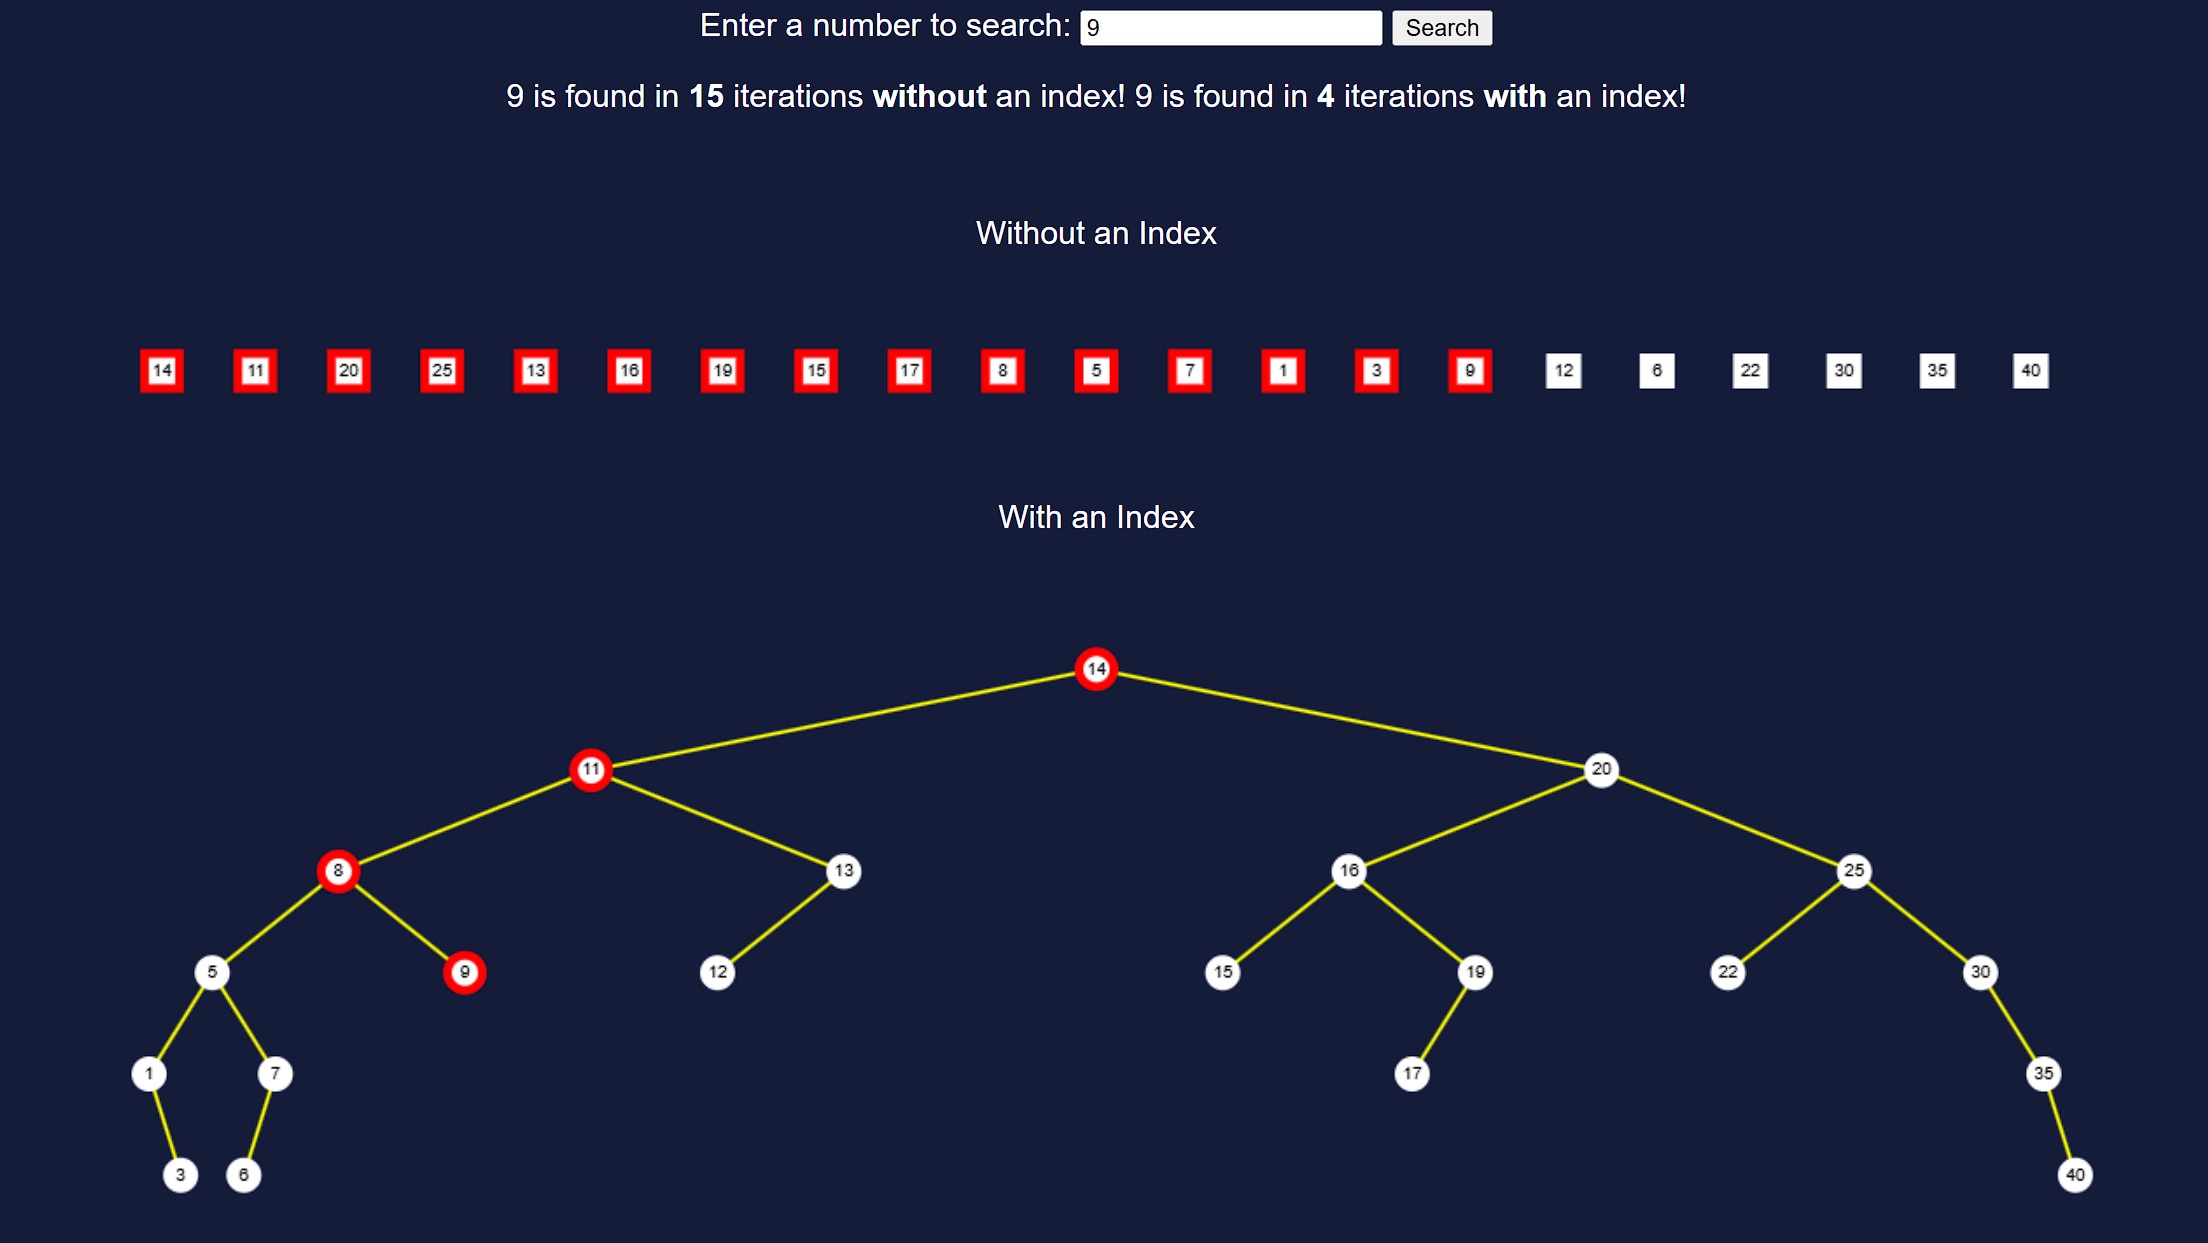 Enter a number to search: 9 Search
9 is found in 15 iterations without an index! 9 is found in 4 iterations with an index!
Without an Index
14 11 20 25 13 16 19 15 17 8 5 7 1 3 9 12 6 22 30 35 40
With an Index
14
11 20
8 13 16 25
5 9 12 15 19 22 30
1 7 17 35
3 6 40